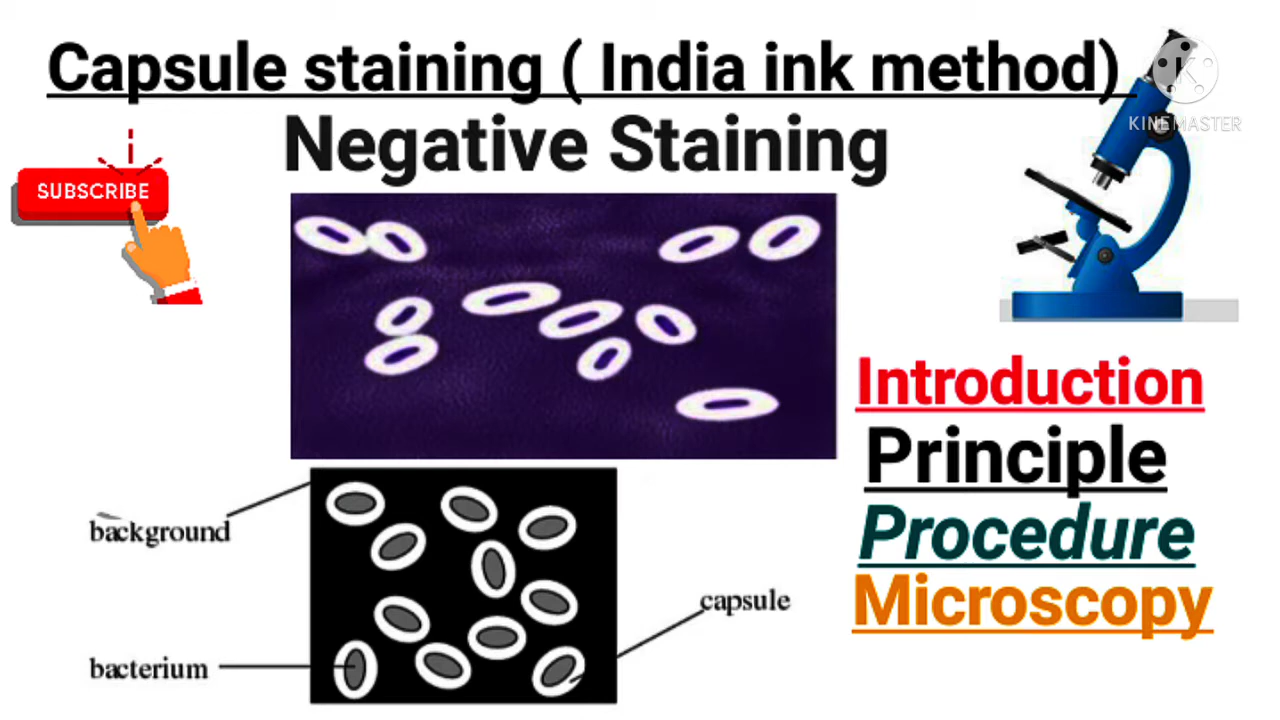 Capsule staining ( India ink method)
KINEMASTER
Negative Staining
SUBSCRIBE
Introduction
Principle
Procedure
Microscopy
background
capsule
bacterium